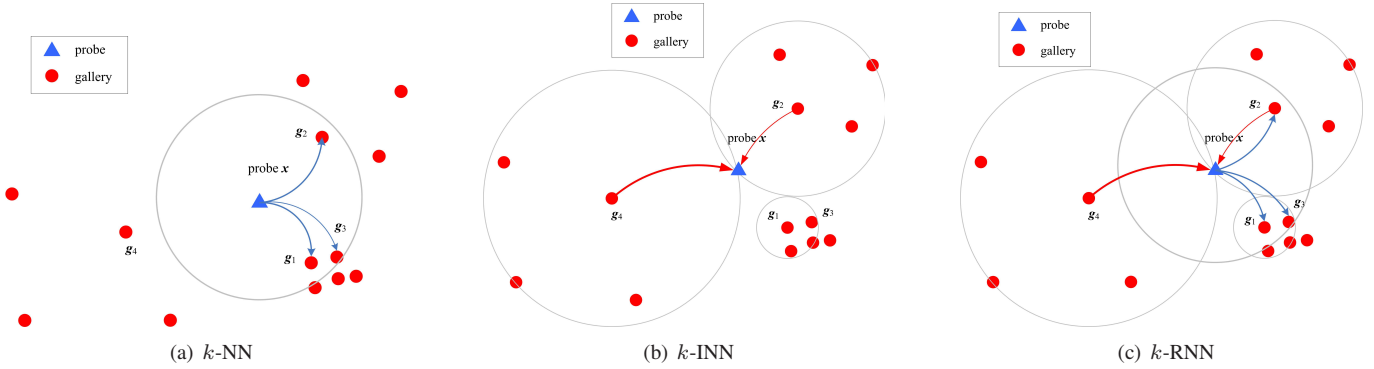 probe
gallery
g2
probe x
g3
g1
g4
(a) k-NN
probe
gallery
g2
probe x
g1
g3
g4
(b) k-INN
probe
gallery
g2
probe x
g3
g1
g4
(c) k-RNN